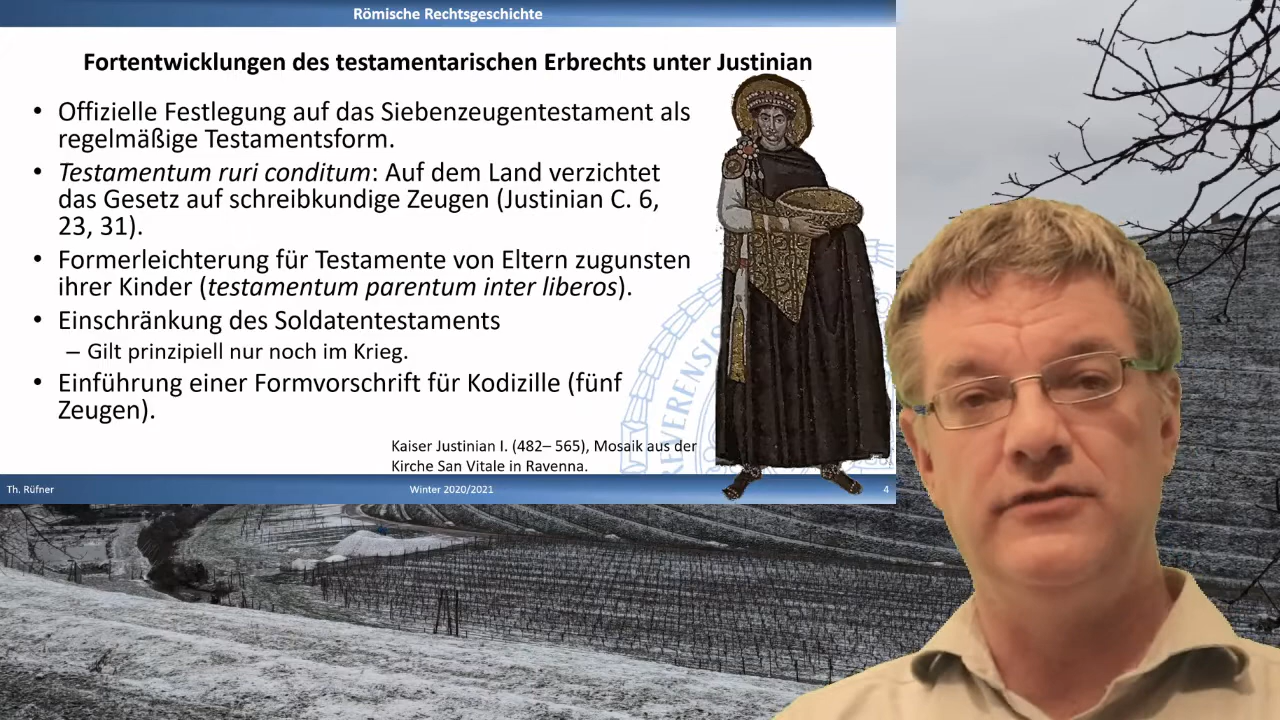 Römische Rechtsgeschichte
Fortentwicklungen des testamentarischen Erbrechts unter Justinian
• Offizielle Festlegung auf das Siebenzeugentestament als
regelmäßige Testamentsform.
• Testamentum ruri conditum: Auf dem Land verzichtet
das Gesetz auf schreibkundige Zeugen (Justinian C. 6,
23, 31).
• Formerleichterung für Testamente von Eltern zugunsten
ihrer Kinder (testamentum parentum inter liberos).
• Einschränkung des Soldatentestaments
– Gilt prinzipiell nur noch im Krieg.
• Einführung einer Formvorschrift für Kodizille (fünf
Zeugen).
Kaiser Justinian I. (482– 565), Mosaik aus der
Kirche San Vitale in Ravenna.
Th. Rüfner
Winter 2020/2021
4